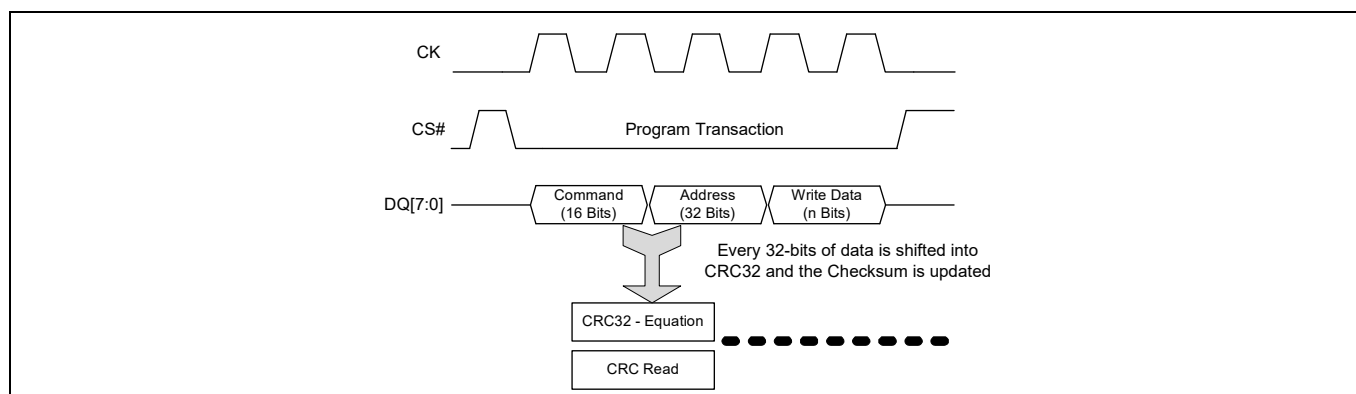 CK
CS#
Program Transaction
DQ[7:0]
Command
(16 Bits)
Address
(32 Bits)
Write Data
(n Bits)
Every 32-bits of data is shifted into
CRC32 and the Checksum is updated
CRC32 - Equation
CRC Read